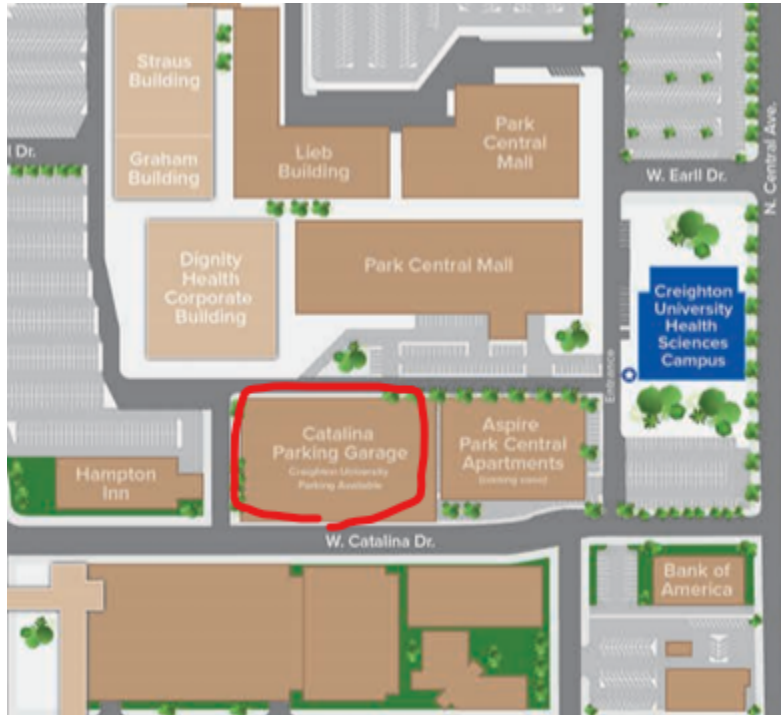 Straus
Building
Graham
Building
Lieb
Building
Park
Central
Mall
l Dr.
W. Earll Dr.
N. Central Ave.
Dignity
Health
Corporate
Building
Park Central Mall
Creighton
University
Health
Sciences
Campus
Entrance
Catalina
Parking Garage
Creighton University
Parking Available
Aspire
Park Central
Apartments
(coming soon)
Hampton
Inn
W. Catalina Dr.
Bank of
America